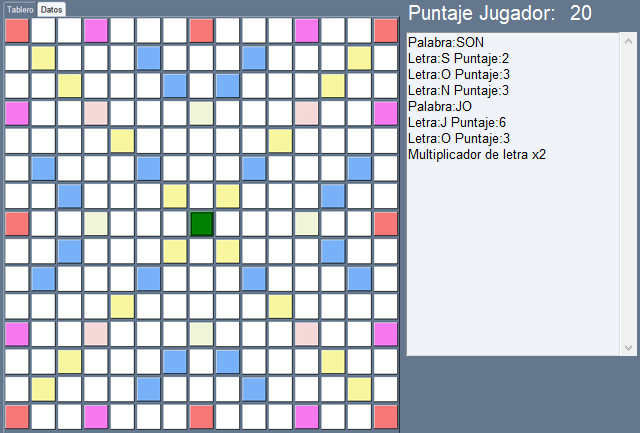 Tablero Datos
Puntaje Jugador: 20
Palabra:SON
Letra:S Puntaje:2
Letra:O Puntaje:3
Letra:N Puntaje:3
Palabra:JO
Letra:J Puntaje:6
Letra:O Puntaje:3
Multiplicador de letra x2